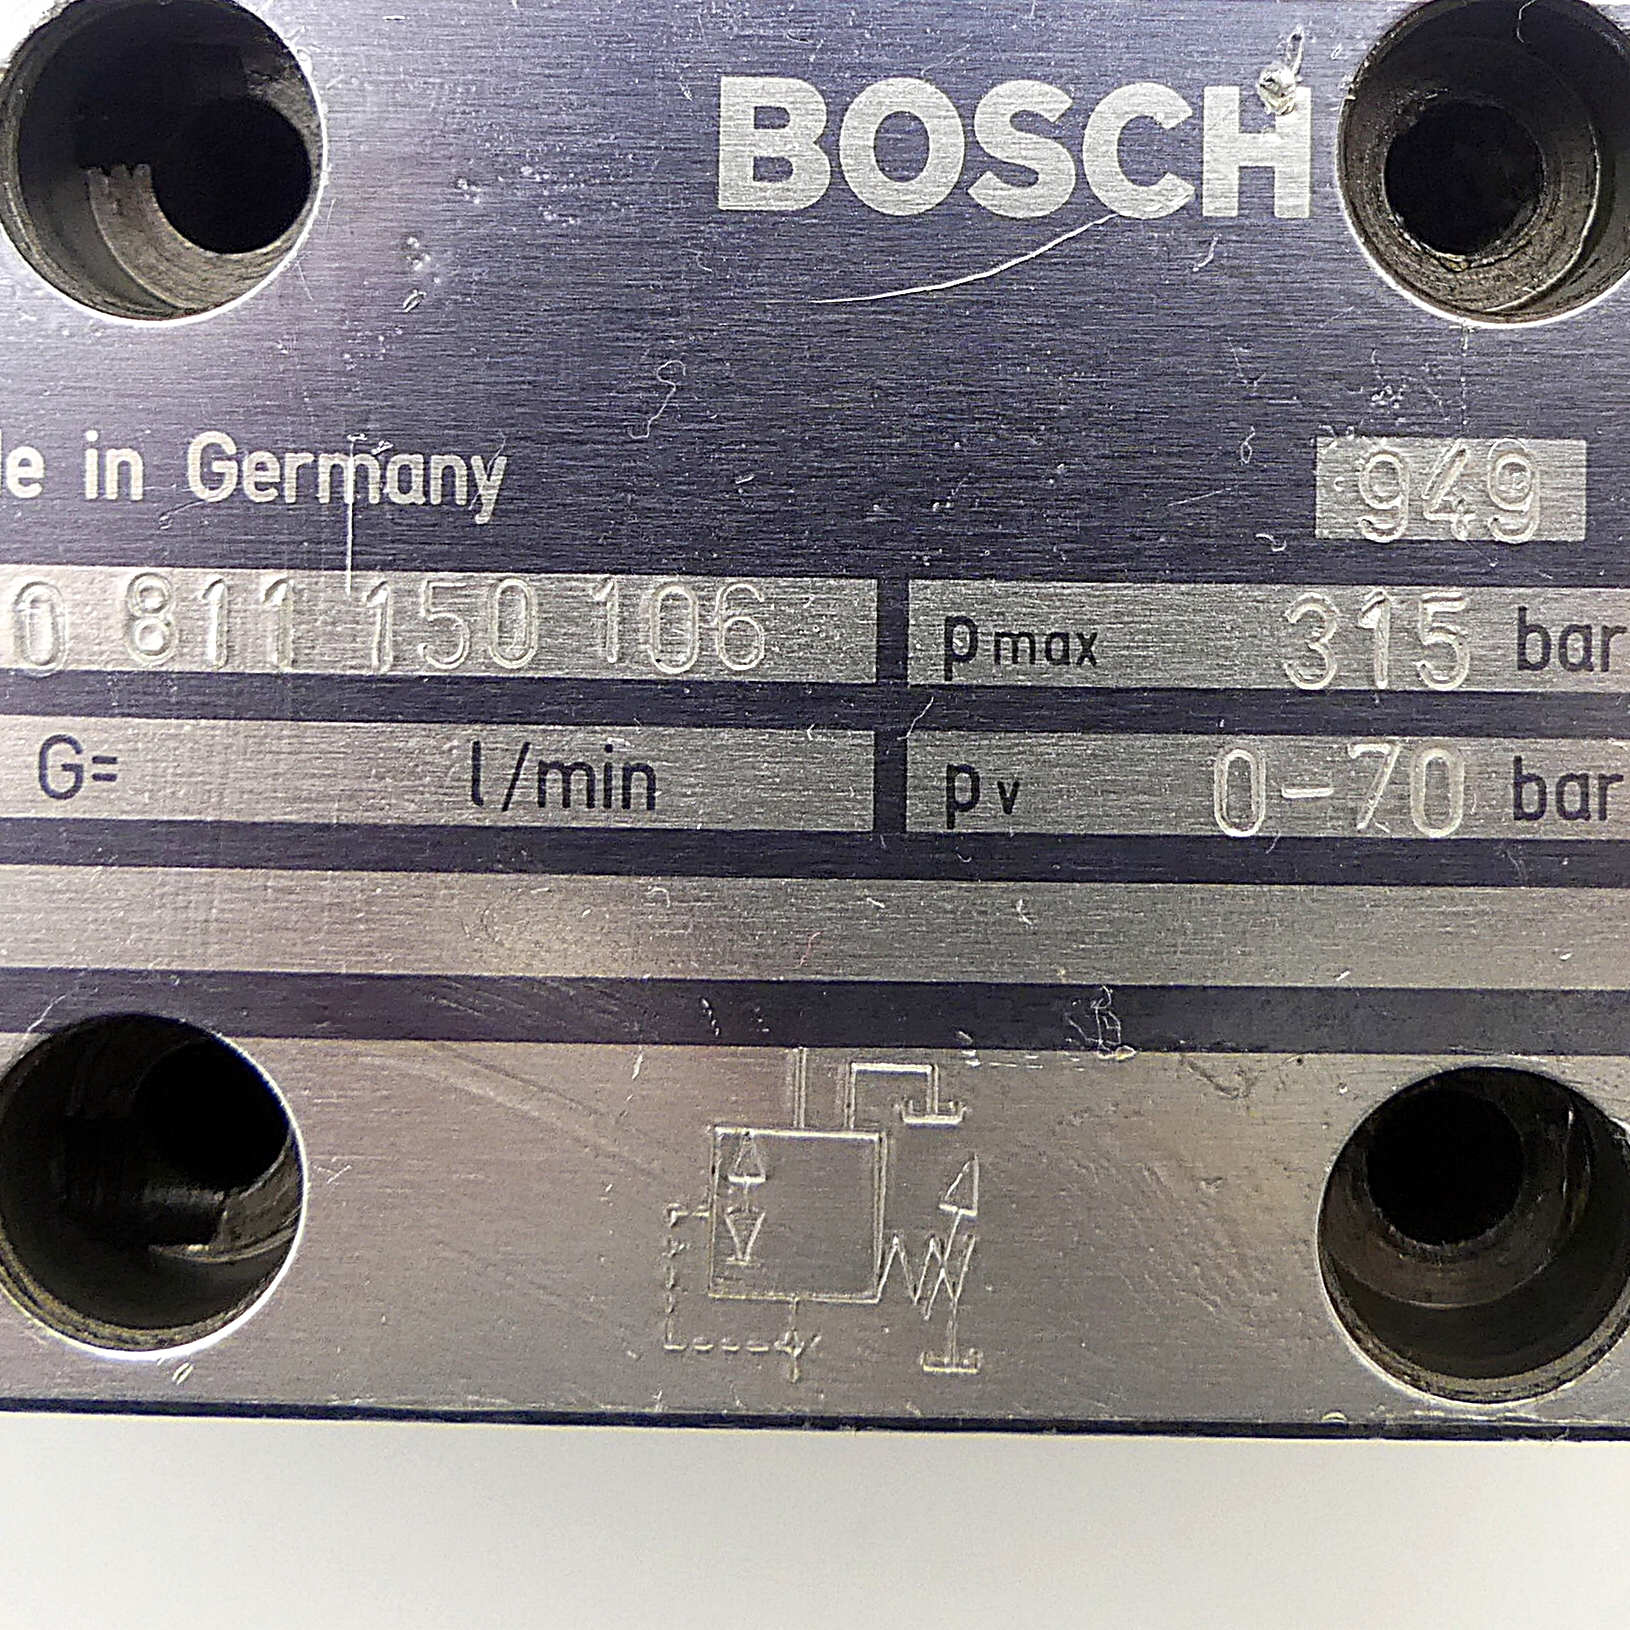 BOSCH
de in Germany
949
0 811 150 106 pmax 315 bar
G= l/min pv 0-70 bar